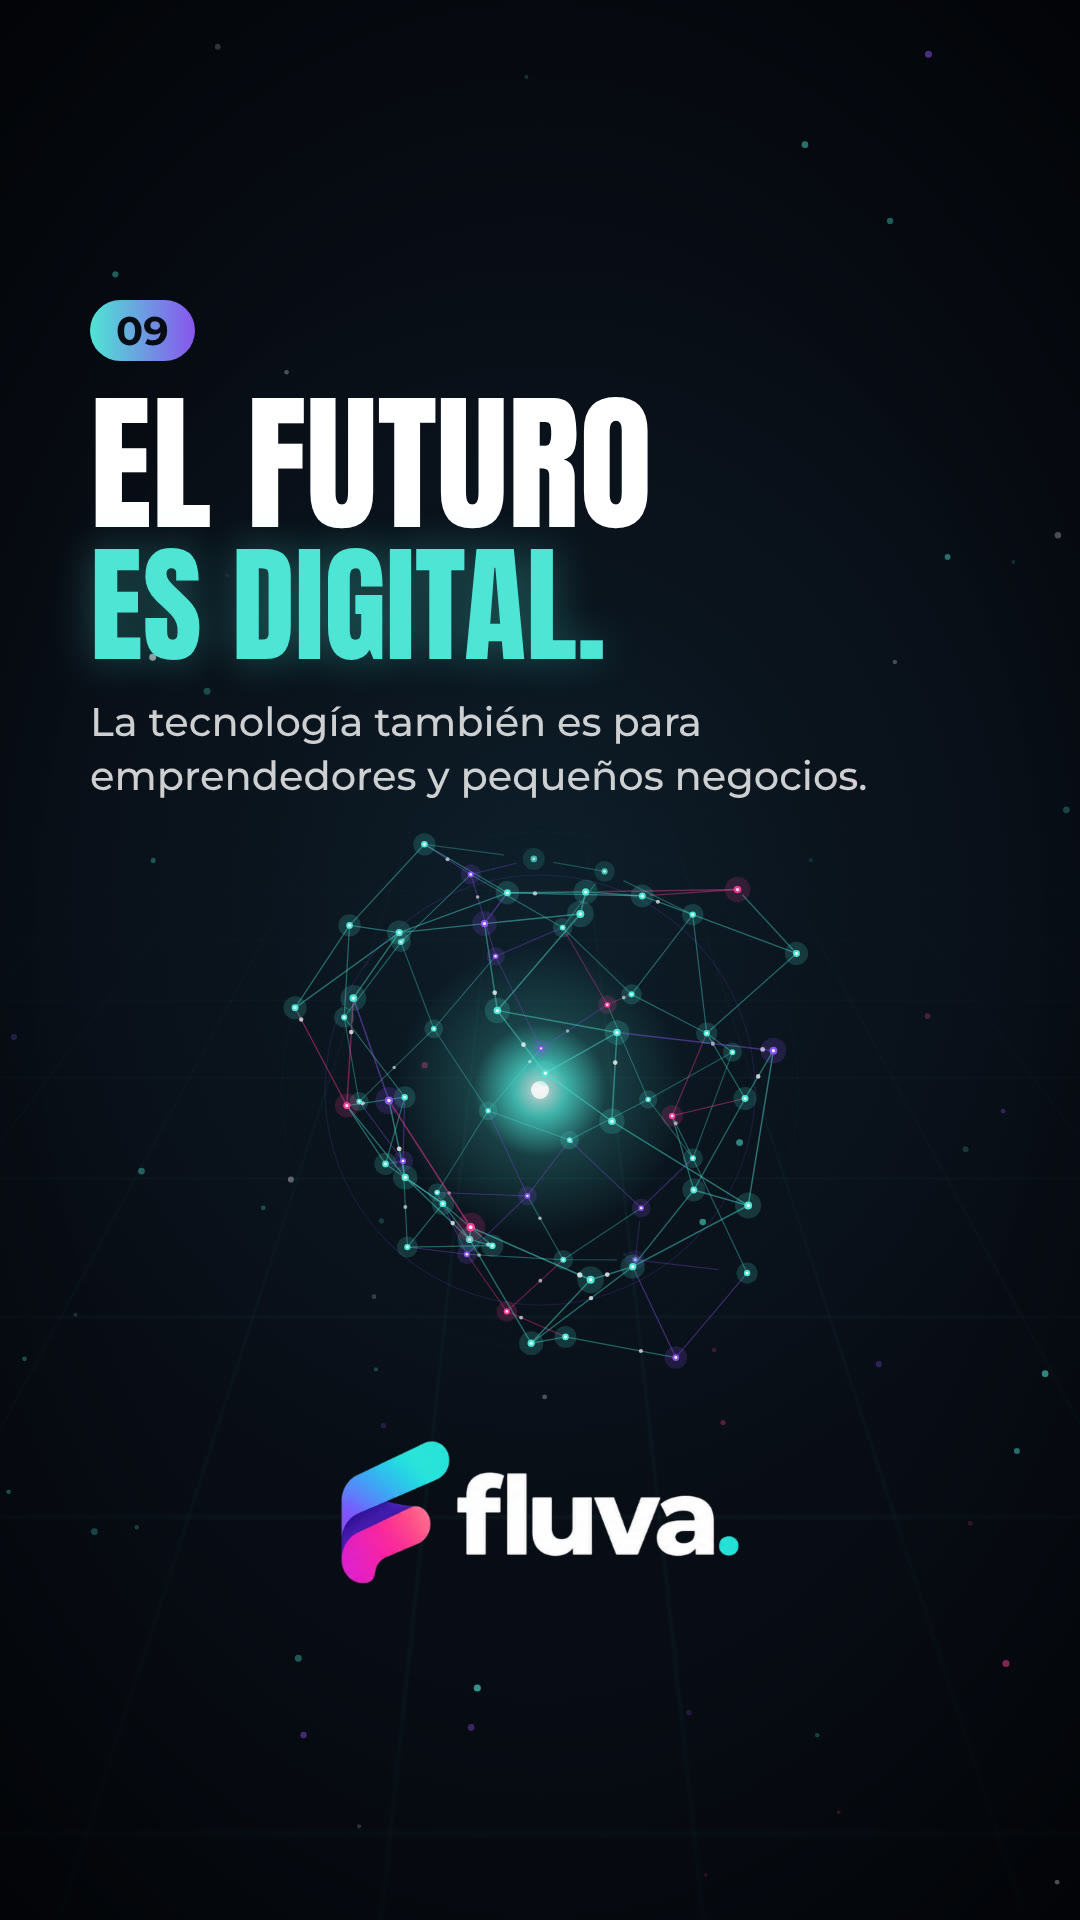 09
EL FUTURO
ES DIGITAL.
La tecnología también es para
emprendedores y pequeños negocios.
fluva.